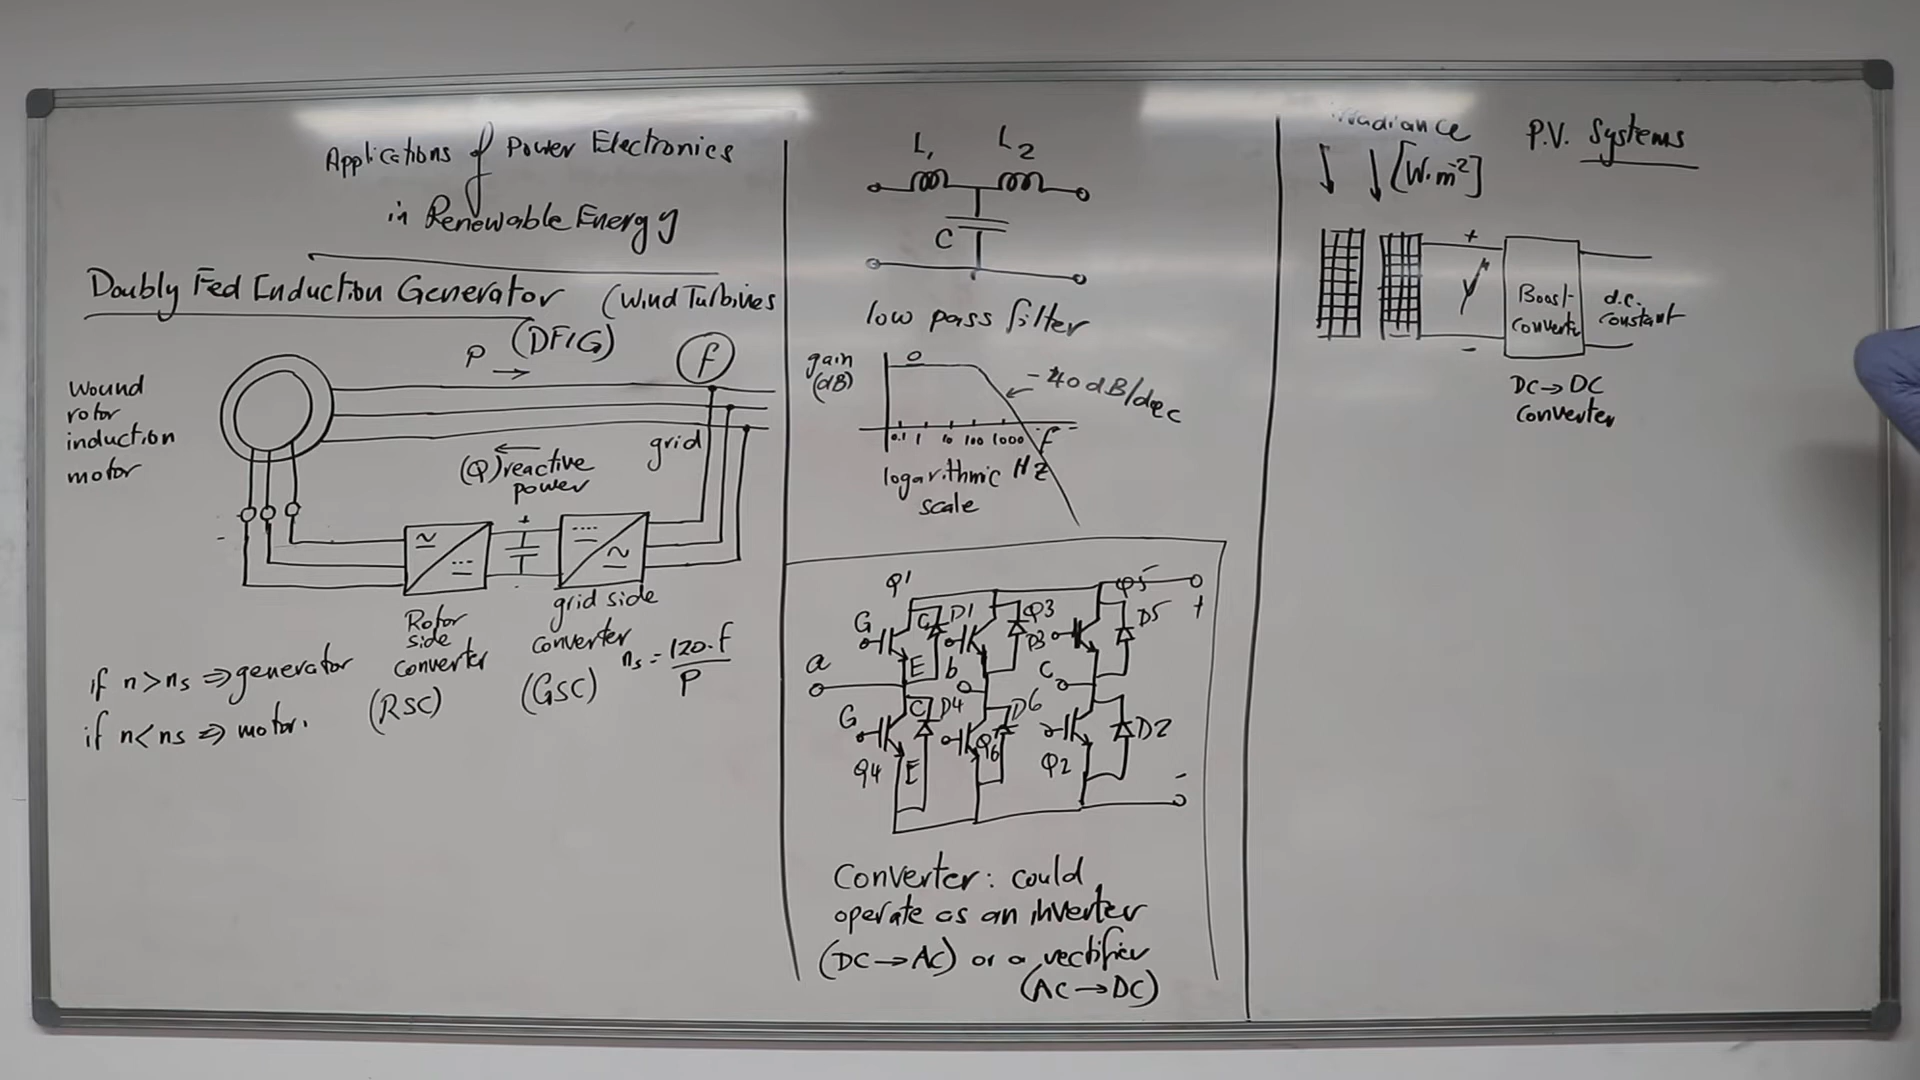 Applications of Power Electronics
in Renewable Energy
Doubly Fed Induction Generator (Wind Turbines
(DFIG)
P
f
Wound
rotor
induction
motor
grid
(Q) reactive
power
+
Rotor
side
converter
(RSC)
grid side
converter
(GSC)
ns = 120.f
P
if n>ns => generator
if n<ns => motor.
L1 L2
C
low pass filter
gain
(dB)
0
-40dB/dec
0.1 1 10 100 1000 f
logarithmic Hz
scale
Q1 Q5
G C D1 Q3 D3 D5 +
a E b C
G C D4 D6 D2
Q4 E Q6 Q2 -
Converter: could
operate as an inverter
(DC→AC) or a rectifier
(AC→DC)
P.V. Systems
[W.m-2]
+
V
-
Boost
d.c.
constant
DC→DC
converter